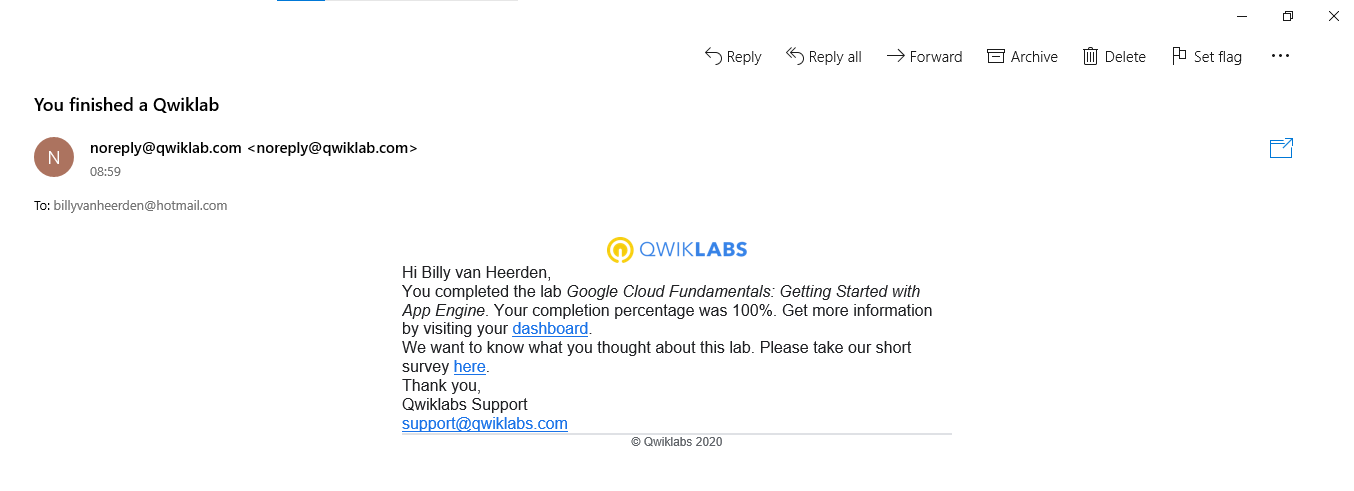 Reply
Reply all
Forward
Archive
Delete
Set flag
You finished a Qwiklab
N
noreply@qwiklab.com <noreply@qwiklab.com>
08:59
To: billyvanheerden@hotmail.com
QWIKLABS
Hi Billy van Heerden,
You completed the lab Google Cloud Fundamentals: Getting Started with
App Engine. Your completion percentage was 100%. Get more information
by visiting your dashboard.
We want to know what you thought about this lab. Please take our short
survey here.
Thank you,
Qwiklabs Support
support@qwiklabs.com
© Qwiklabs 2020